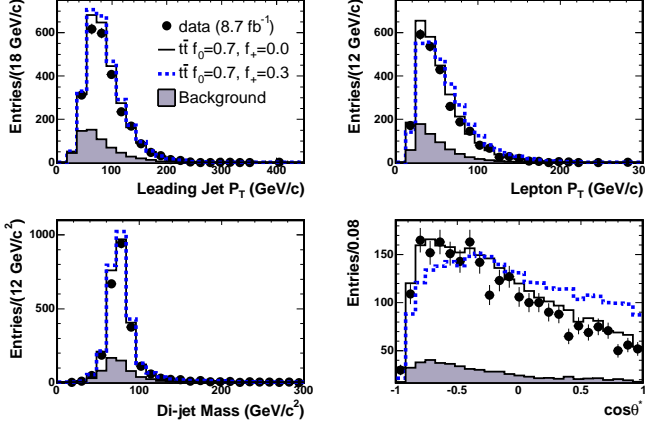 Entries/(18 GeV/c)
600
400
200
0
0 100 200 300 400
Leading Jet P_T (GeV/c)
data (8.7 fb⁻¹)
tt̄ f₀=0.7, f₊=0.0
tt̄ f₀=0.7, f₊=0.3
Background
Entries/(12 GeV/c)
600
400
200
0
0 100 200 30
Lepton P_T (GeV/c)
Entries/(12 GeV/c²)
1000
500
0
0 100 200 300
Di-jet Mass (GeV/c²)
Entries/0.08
150
100
50
-1 -0.5 0 0.5 1
cosθ*